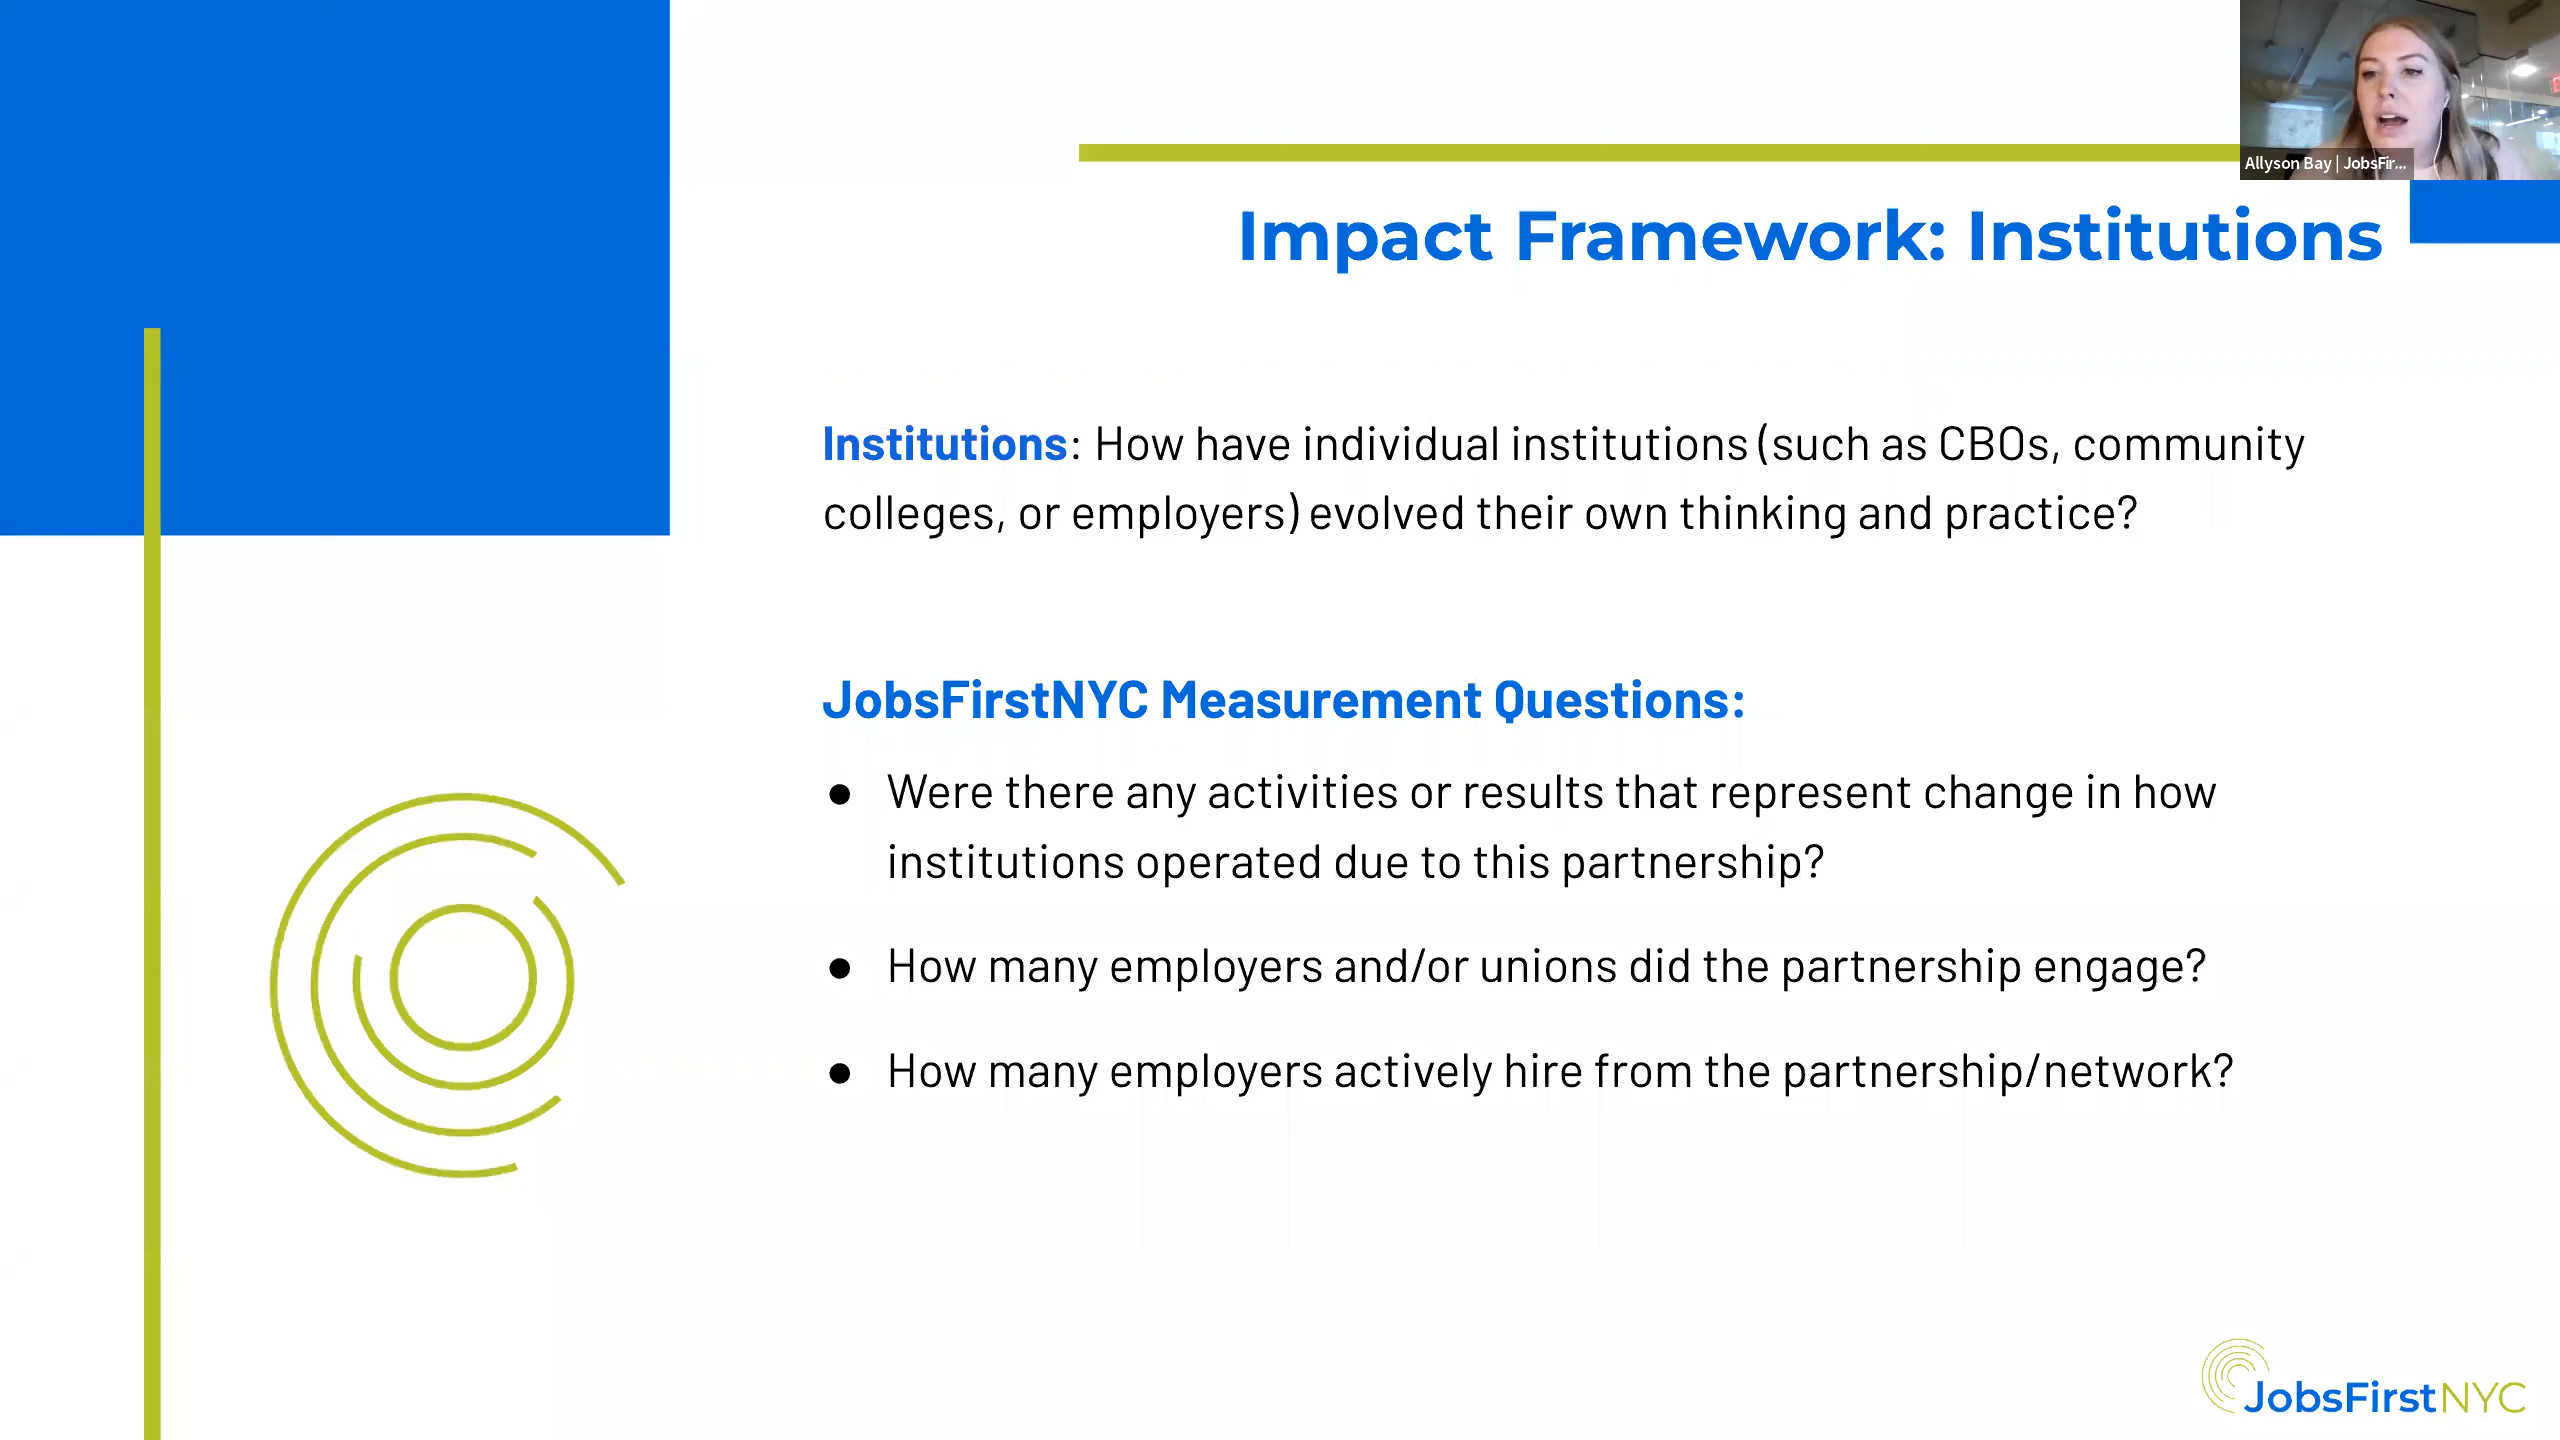 Allyson Bay | JobsFir...
Impact Framework: Institutions
Institutions: How have individual institutions (such as CBOs, community
colleges, or employers) evolved their own thinking and practice?
JobsFirstNYC Measurement Questions:
● Were there any activities or results that represent change in how
institutions operated due to this partnership?
● How many employers and/or unions did the partnership engage?
● How many employers actively hire from the partnership/network?
JobsFirstNYC